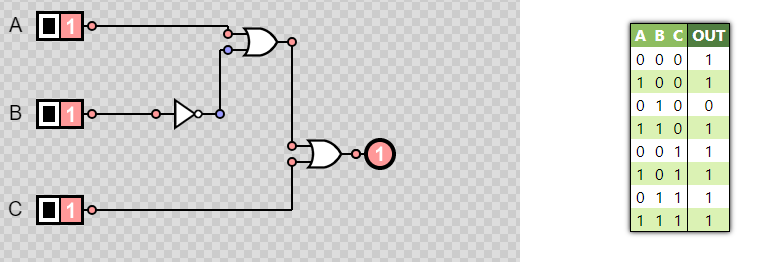 A 1
B 1
1
C 1
A B C OUT
0 0 0 1
1 0 0 1
0 1 0 0
1 1 0 1
0 0 1 1
1 0 1 1
0 1 1 1
1 1 1 1